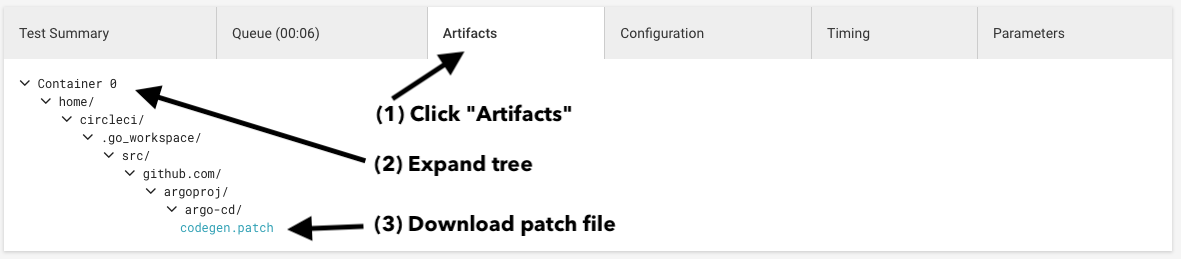 Test Summary
Queue (00:06)
Artifacts
Configuration
Timing
Parameters
Container 0
home/
circleci/
.go_workspace/
src/
github.com/
argoproj/
argo-cd/
codegen.patch
(1) Click "Artifacts"
(2) Expand tree
(3) Download patch file